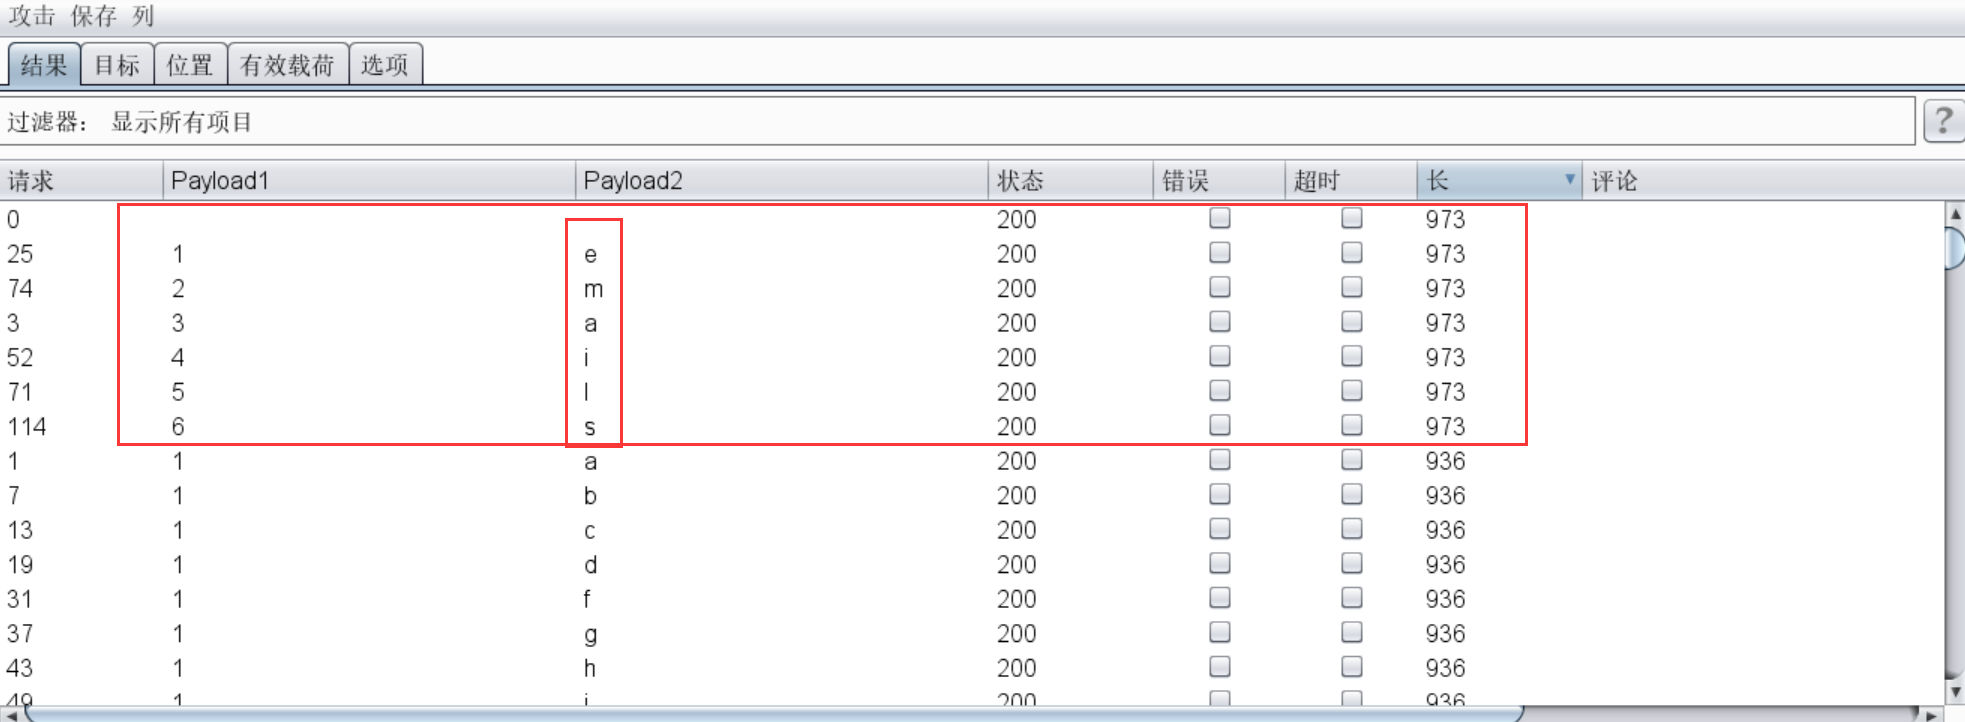 攻击 保存 列
结果 目标 位置 有效载荷 选项
过滤器： 显示所有项目 ?
请求 Payload1 Payload2 状态 错误 超时 长 评论
0 200 973
25 1 e 200 973
74 2 m 200 973
3 3 a 200 973
52 4 i 200 973
71 5 l 200 973
114 6 s 200 973
1 1 a 200 936
7 1 b 200 936
13 1 c 200 936
19 1 d 200 936
31 1 f 200 936
37 1 g 200 936
43 1 h 200 936
49 1 i 200 936